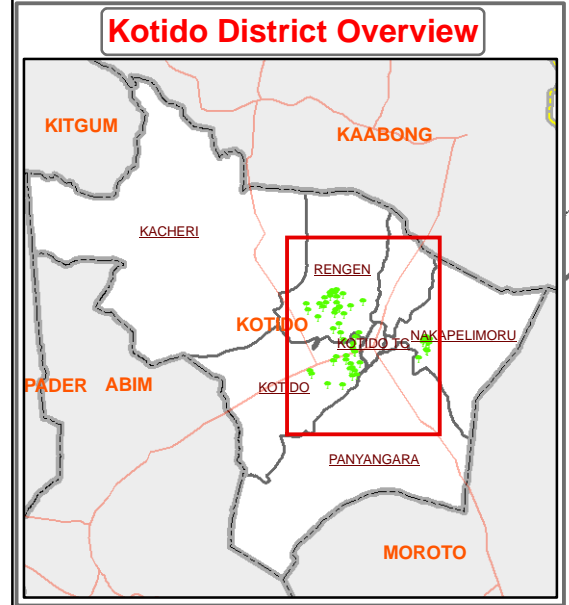 Kotido District Overview
KITGUM
KAABONG
KACHERI
RENGEN
KOTIDO
KOTIDO TC
NAKAPELIMORU
PADER
ABIM
KOTIDO
PANYANGARA
MOROTO